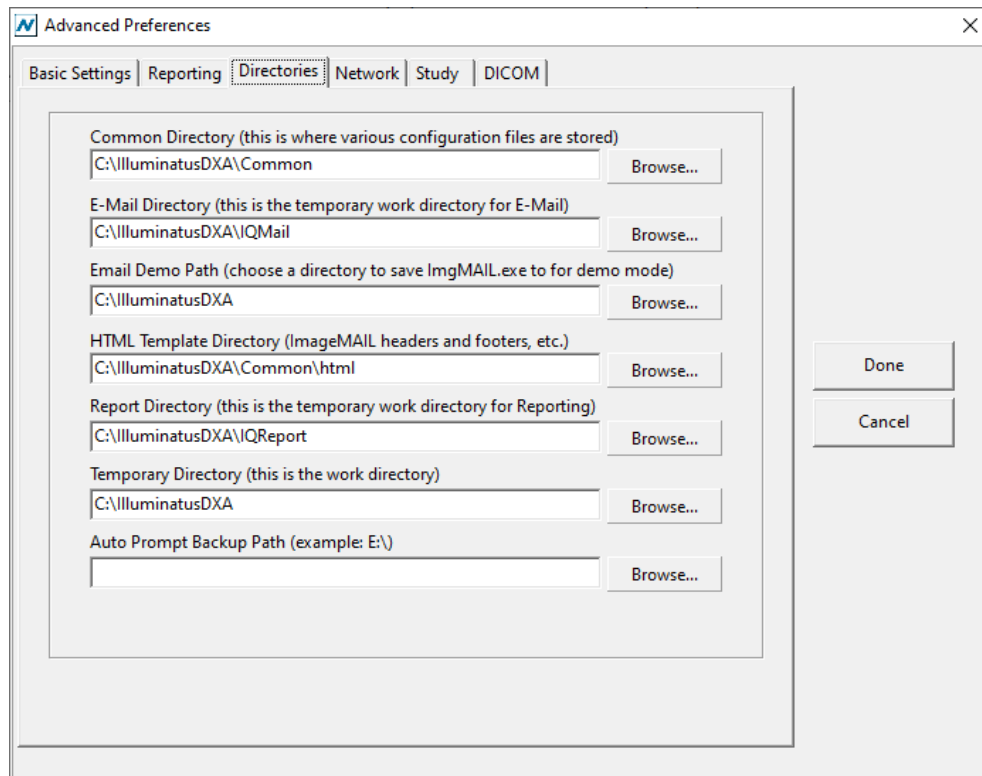 Advanced Preferences
Basic Settings Reporting Directories Network Study DICOM
Common Directory (this is where various configuration files are stored)
C:\IlluminatusDXA\Common Browse...
E-Mail Directory (this is the temporary work directory for E-Mail)
C:\IlluminatusDXA\IQMail Browse...
Email Demo Path (choose a directory to save ImgMAIL.exe to for demo mode)
C:\IlluminatusDXA Browse...
HTML Template Directory (ImageMAIL headers and footers, etc.)
C:\IlluminatusDXA\Common\html Browse...
Done
Report Directory (this is the temporary work directory for Reporting)
C:\IlluminatusDXA\IQReport Browse...
Cancel
Temporary Directory (this is the work directory)
C:\IlluminatusDXA Browse...
Auto Prompt Backup Path (example: E:\)
Browse...